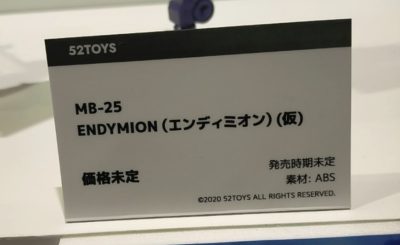 52TOYS
MB-25
ENDYMION (エンディミオン) (仮)
価格未定
発売時期未定
素材: ABS
©2020 52TOYS ALL RIGHTS RESERVED.